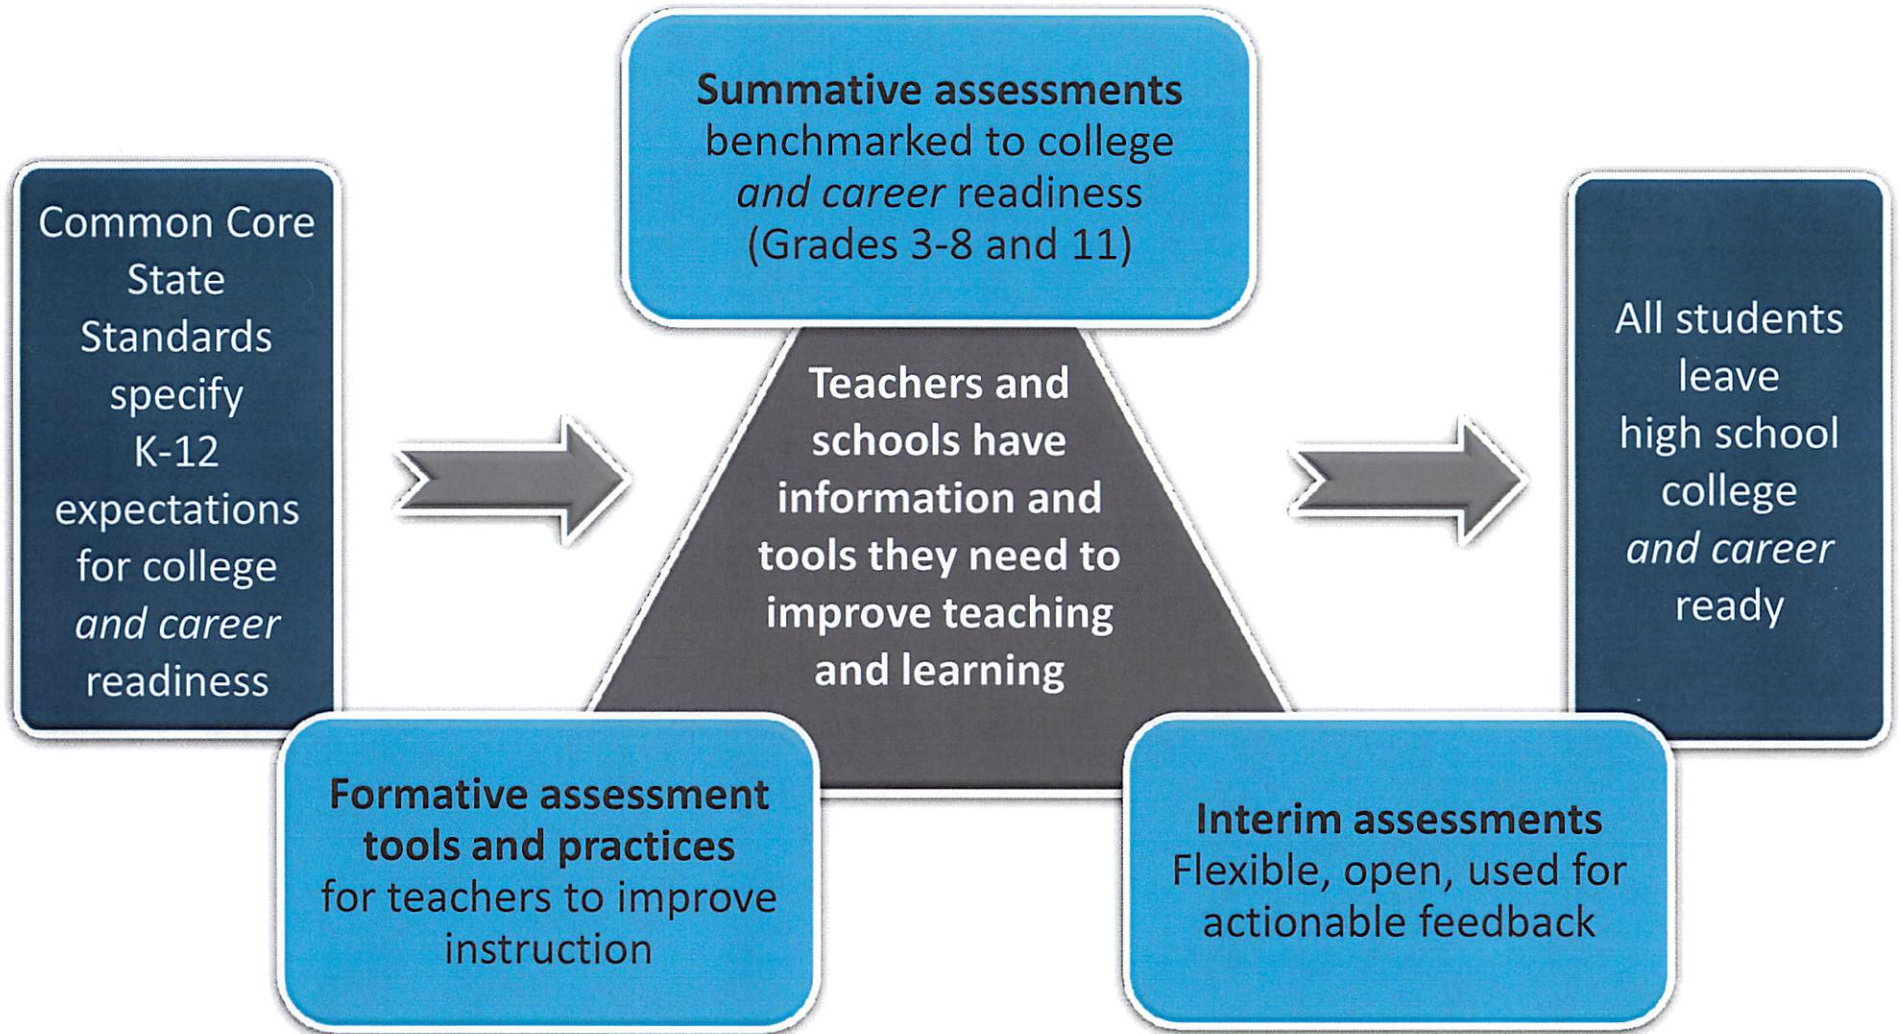 Common Core
State
Standards
specify
K-12
expectations
for college
and career
readiness
Summative assessments
benchmarked to college
and career readiness
(Grades 3-8 and 11)
Teachers and
schools have
information and
tools they need to
improve teaching
and learning
Formative assessment
tools and practices
for teachers to improve
instruction
Interim assessments
Flexible, open, used for
actionable feedback
All students
leave
high school
college
and career
ready